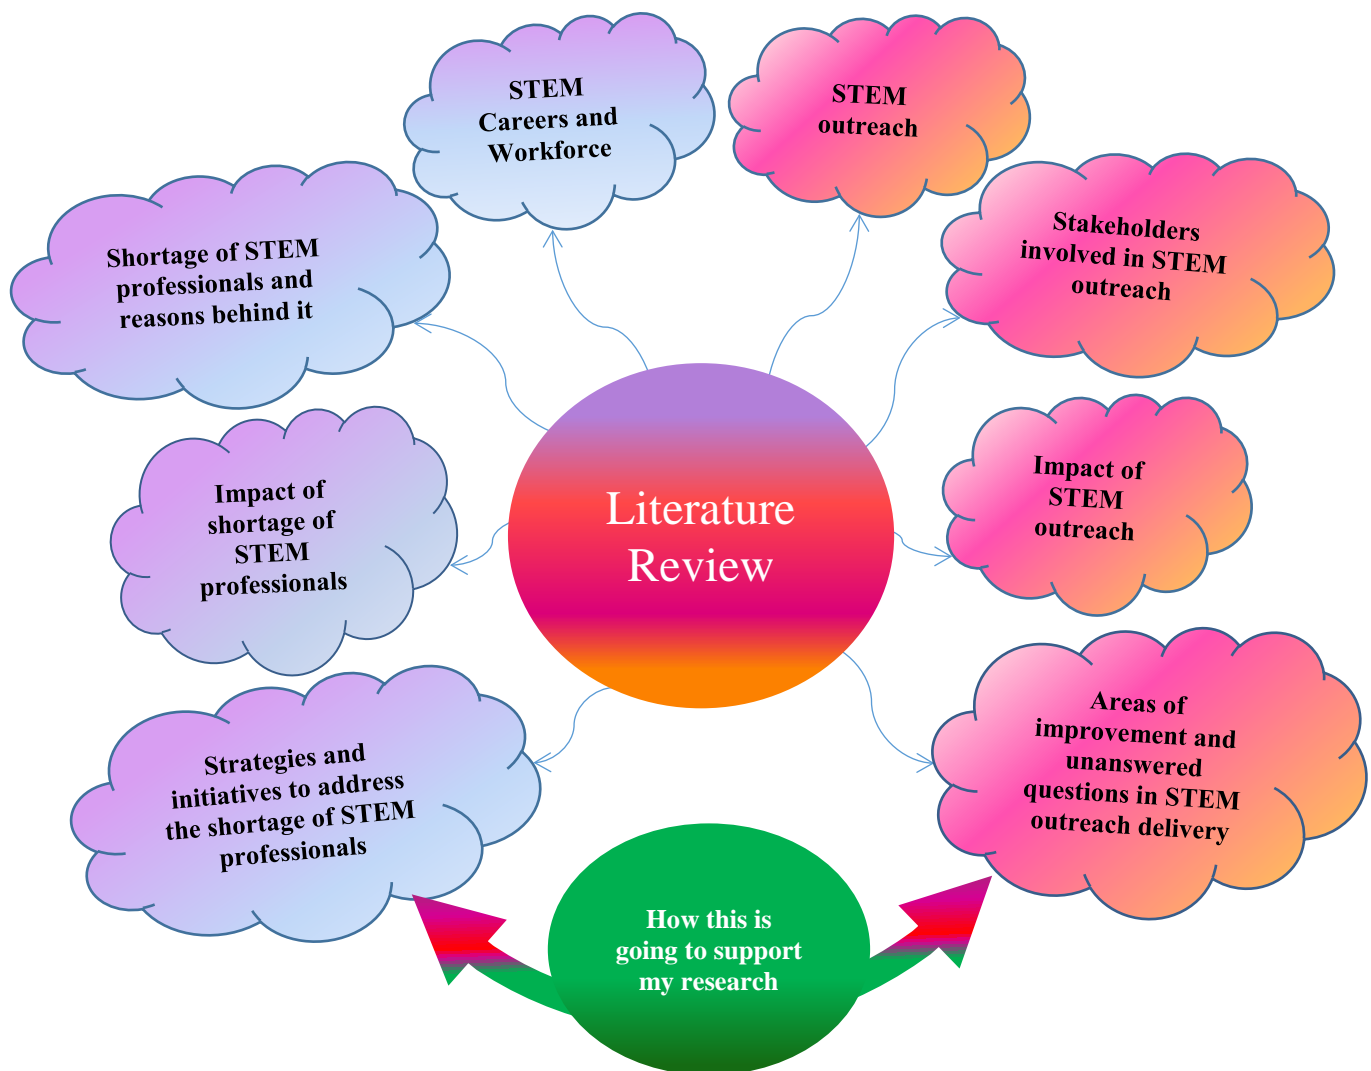 STEM
Careers and
Workforce
STEM
outreach
Shortage of STEM
professionals and
reasons behind it
Stakeholders
involved in STEM
outreach
Impact of
shortage of
STEM
professionals
Literature
Review
Impact of
STEM
outreach
Strategies and
initiatives to address
the shortage of STEM
professionals
Areas of
improvement and
unanswered
questions in STEM
outreach delivery
How this is
going to support
my research